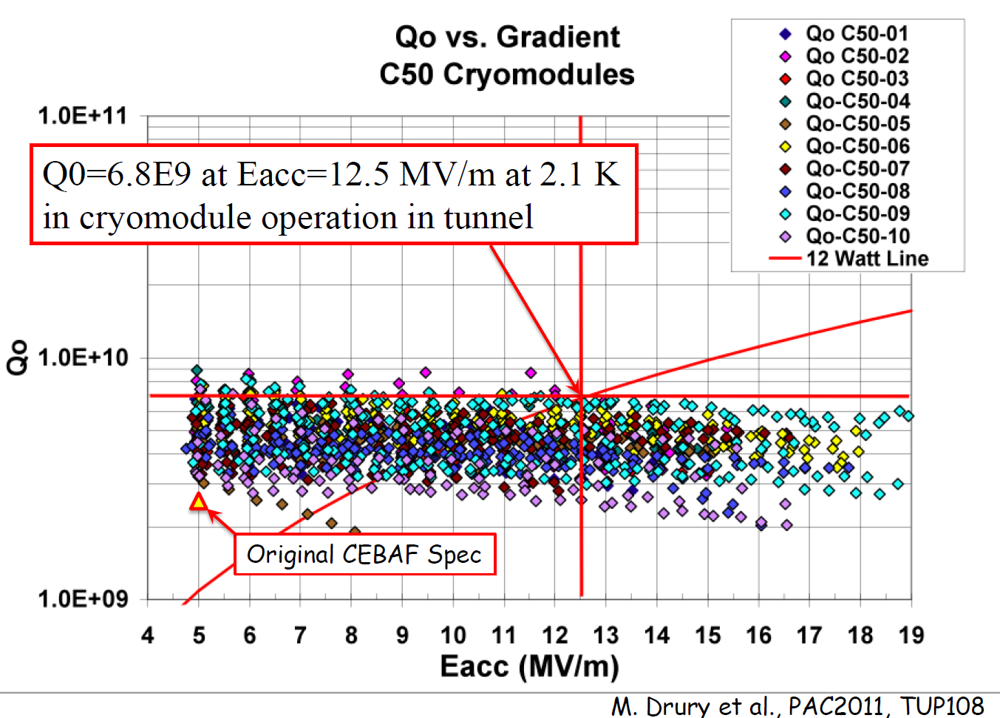 Qo vs. Gradient
C50 Cryomodules
Qo C50-01
Qo C50-02
Qo C50-03
Qo-C50-04
Qo-C50-05
Qo-C50-06
Qo-C50-07
Qo-C50-08
Qo-C50-09
Qo-C50-10
12 Watt Line
1.0E+11
Q0=6.8E9 at Eacc=12.5 MV/m at 2.1 K
in cryomodule operation in tunnel
Qo
1.0E+10
Original CEBAF Spec
1.0E+09
4 5 6 7 8 9 10 11 12 13 14 15 16 17 18 19
Eacc (MV/m)
M. Drury et al., PAC2011, TUP108